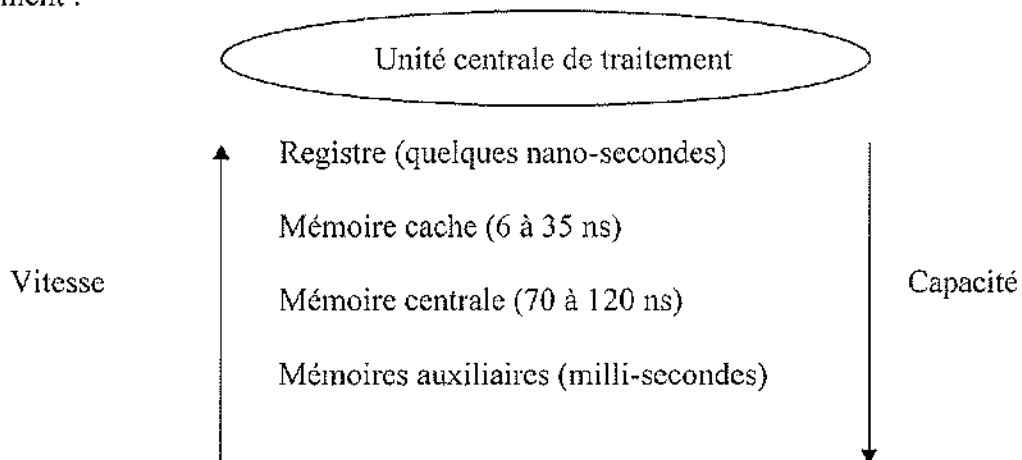 Unité centrale de traitement
Registre (quelques nano-secondes)
Mémoire cache (6 à 35 ns)
Vitesse
Capacité
Mémoire centrale (70 à 120 ns)
Mémoires auxiliaires (milli-secondes)